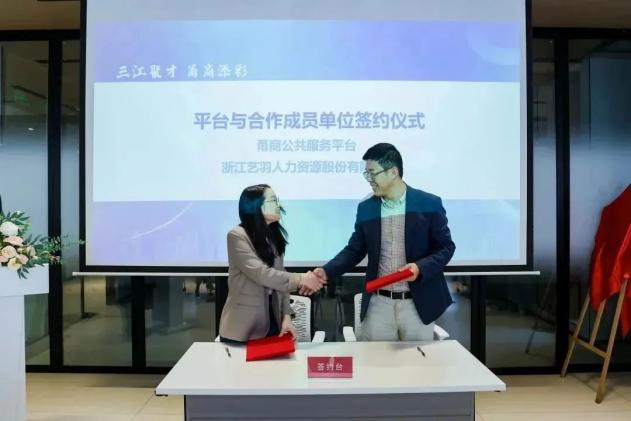 三江聚才 甬商添彩
平台与合作成员单位签约仪式
甬商公共服务平台
浙江艺羽人力资源股份有
签约台